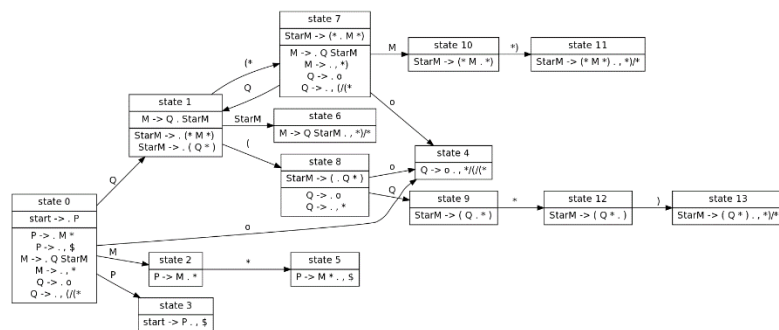 state 7
StarM -> (* . M *)
M -> . Q StarM
M -> . , *)
Q -> . o
Q -> . , (/(*
M
state 10
StarM -> (* M . *)
*)
state 11
StarM -> (* M *) . , *)/*
(*
Q
state 1
M -> Q . StarM
StarM -> . (* M *)
StarM -> . ( Q * )
StarM
state 6
M -> Q StarM . , *)/*
o
(
state 8
StarM -> ( . Q * )
Q -> . o
Q -> . , *
o
state 4
Q -> o . , */(/(*
Q
state 9
StarM -> ( Q . * )
*
state 12
StarM -> ( Q * . )
)
state 13
StarM -> ( Q * ) . , *)/*
Q
state 0
start -> . P
P -> . M *
P -> . , $
M -> . Q StarM
M -> . , *
Q -> . o
Q -> . , (/(*
o
M
state 2
P -> M . *
*
state 5
P -> M * . , $
P
state 3
start -> P . , $